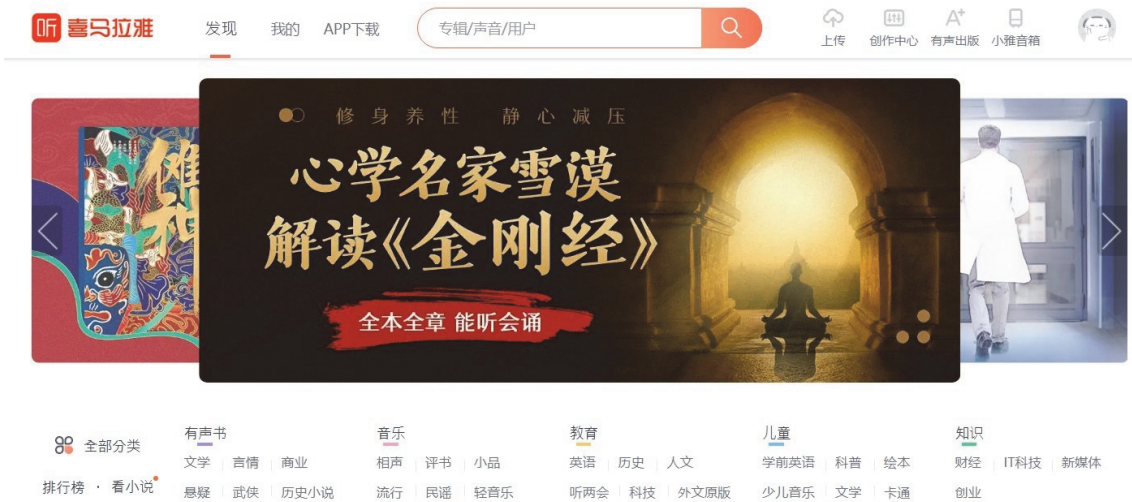 听 喜马拉雅 发现 我的 APP下载 专辑/声音/用户 上传 创作中心 有声出版 小雅音箱
修身养性 静心减压
心学名家雪漠
解读《金刚经》
全本全章 能听会诵
傩神
全部分类
排行榜 · 看小说
有声书
文学 言情 商业
悬疑 武侠 历史小说
音乐
相声 评书 小品
流行 民谣 轻音乐
教育
英语 历史 人文
听两会 科技 外文原版
儿童
学前英语 科普 绘本
少儿音乐 文学 卡通
知识
财经 IT科技 新媒体
创业